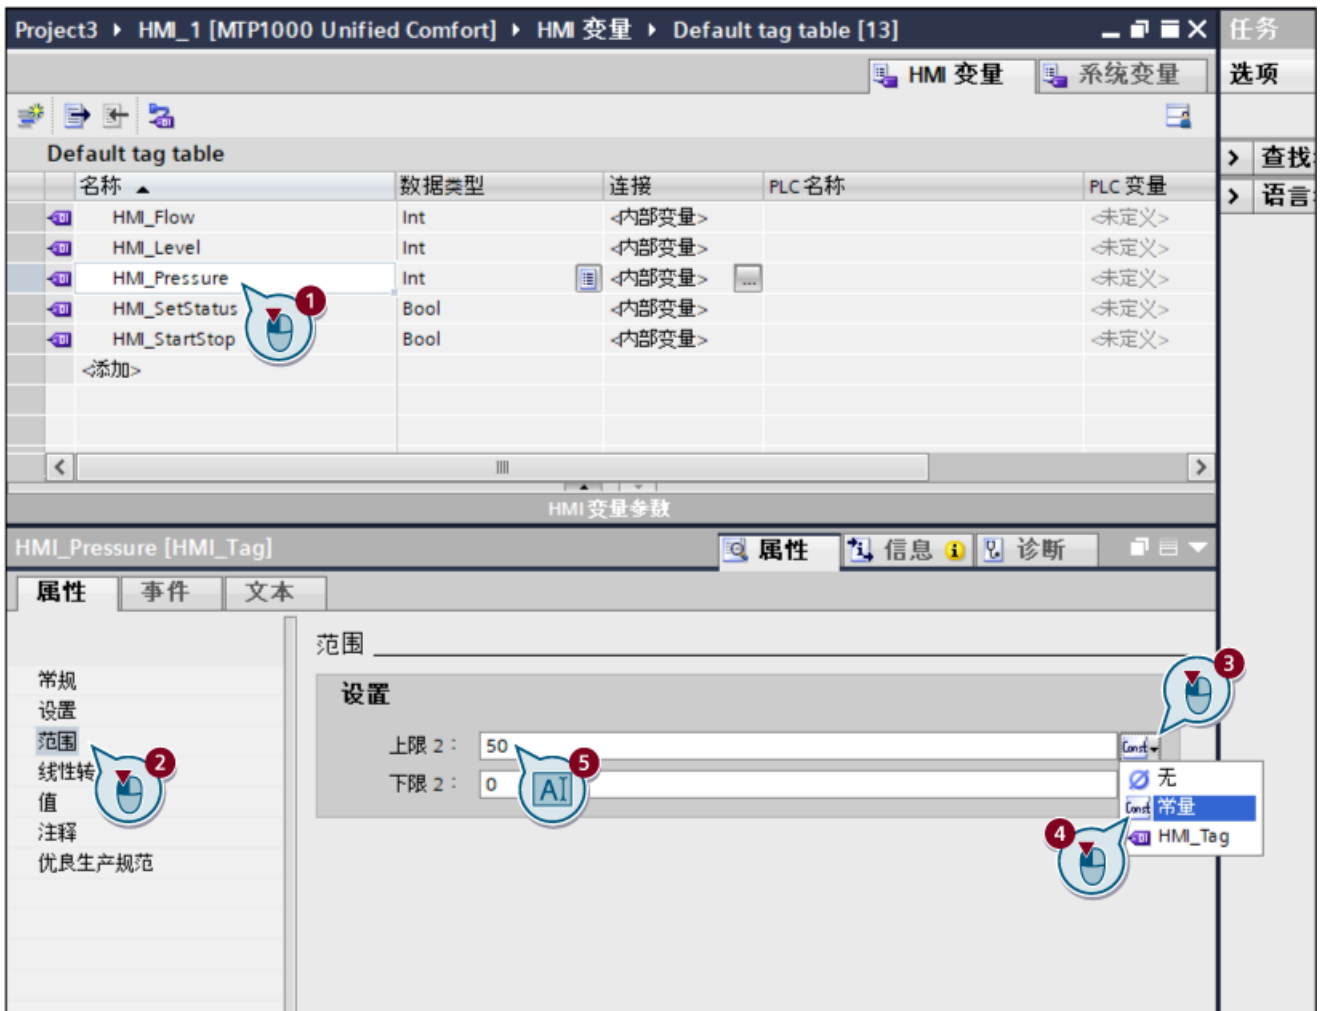 Project3 ▸ HMI_1 [MTP1000 Unified Comfort] ▸ HMI 变量 ▸ Default tag table [13]
任务
HMI 变量 系统变量
选项
Default tag table
查找
名称 数据类型 连接 PLC 名称 PLC 变量
语言
HMI_Flow Int <内部变量> <未定义>
HMI_Level Int <内部变量> <未定义>
HMI_Pressure Int <内部变量> ... <未定义>
HMI_SetStatus Bool <内部变量> <未定义>
HMI_StartStop Bool <内部变量> <未定义>
<添加>
1
HMI 变量参数
HMI_Pressure [HMI_Tag] 属性 信息 诊断
属性 事件 文本
范围
常规
设置
范围
线性转
值
注释
优良生产规范
2
设置
上限 2： 50 Const
下限 2： 0
3
5
AI
无
Const 常量
HMI_Tag
4